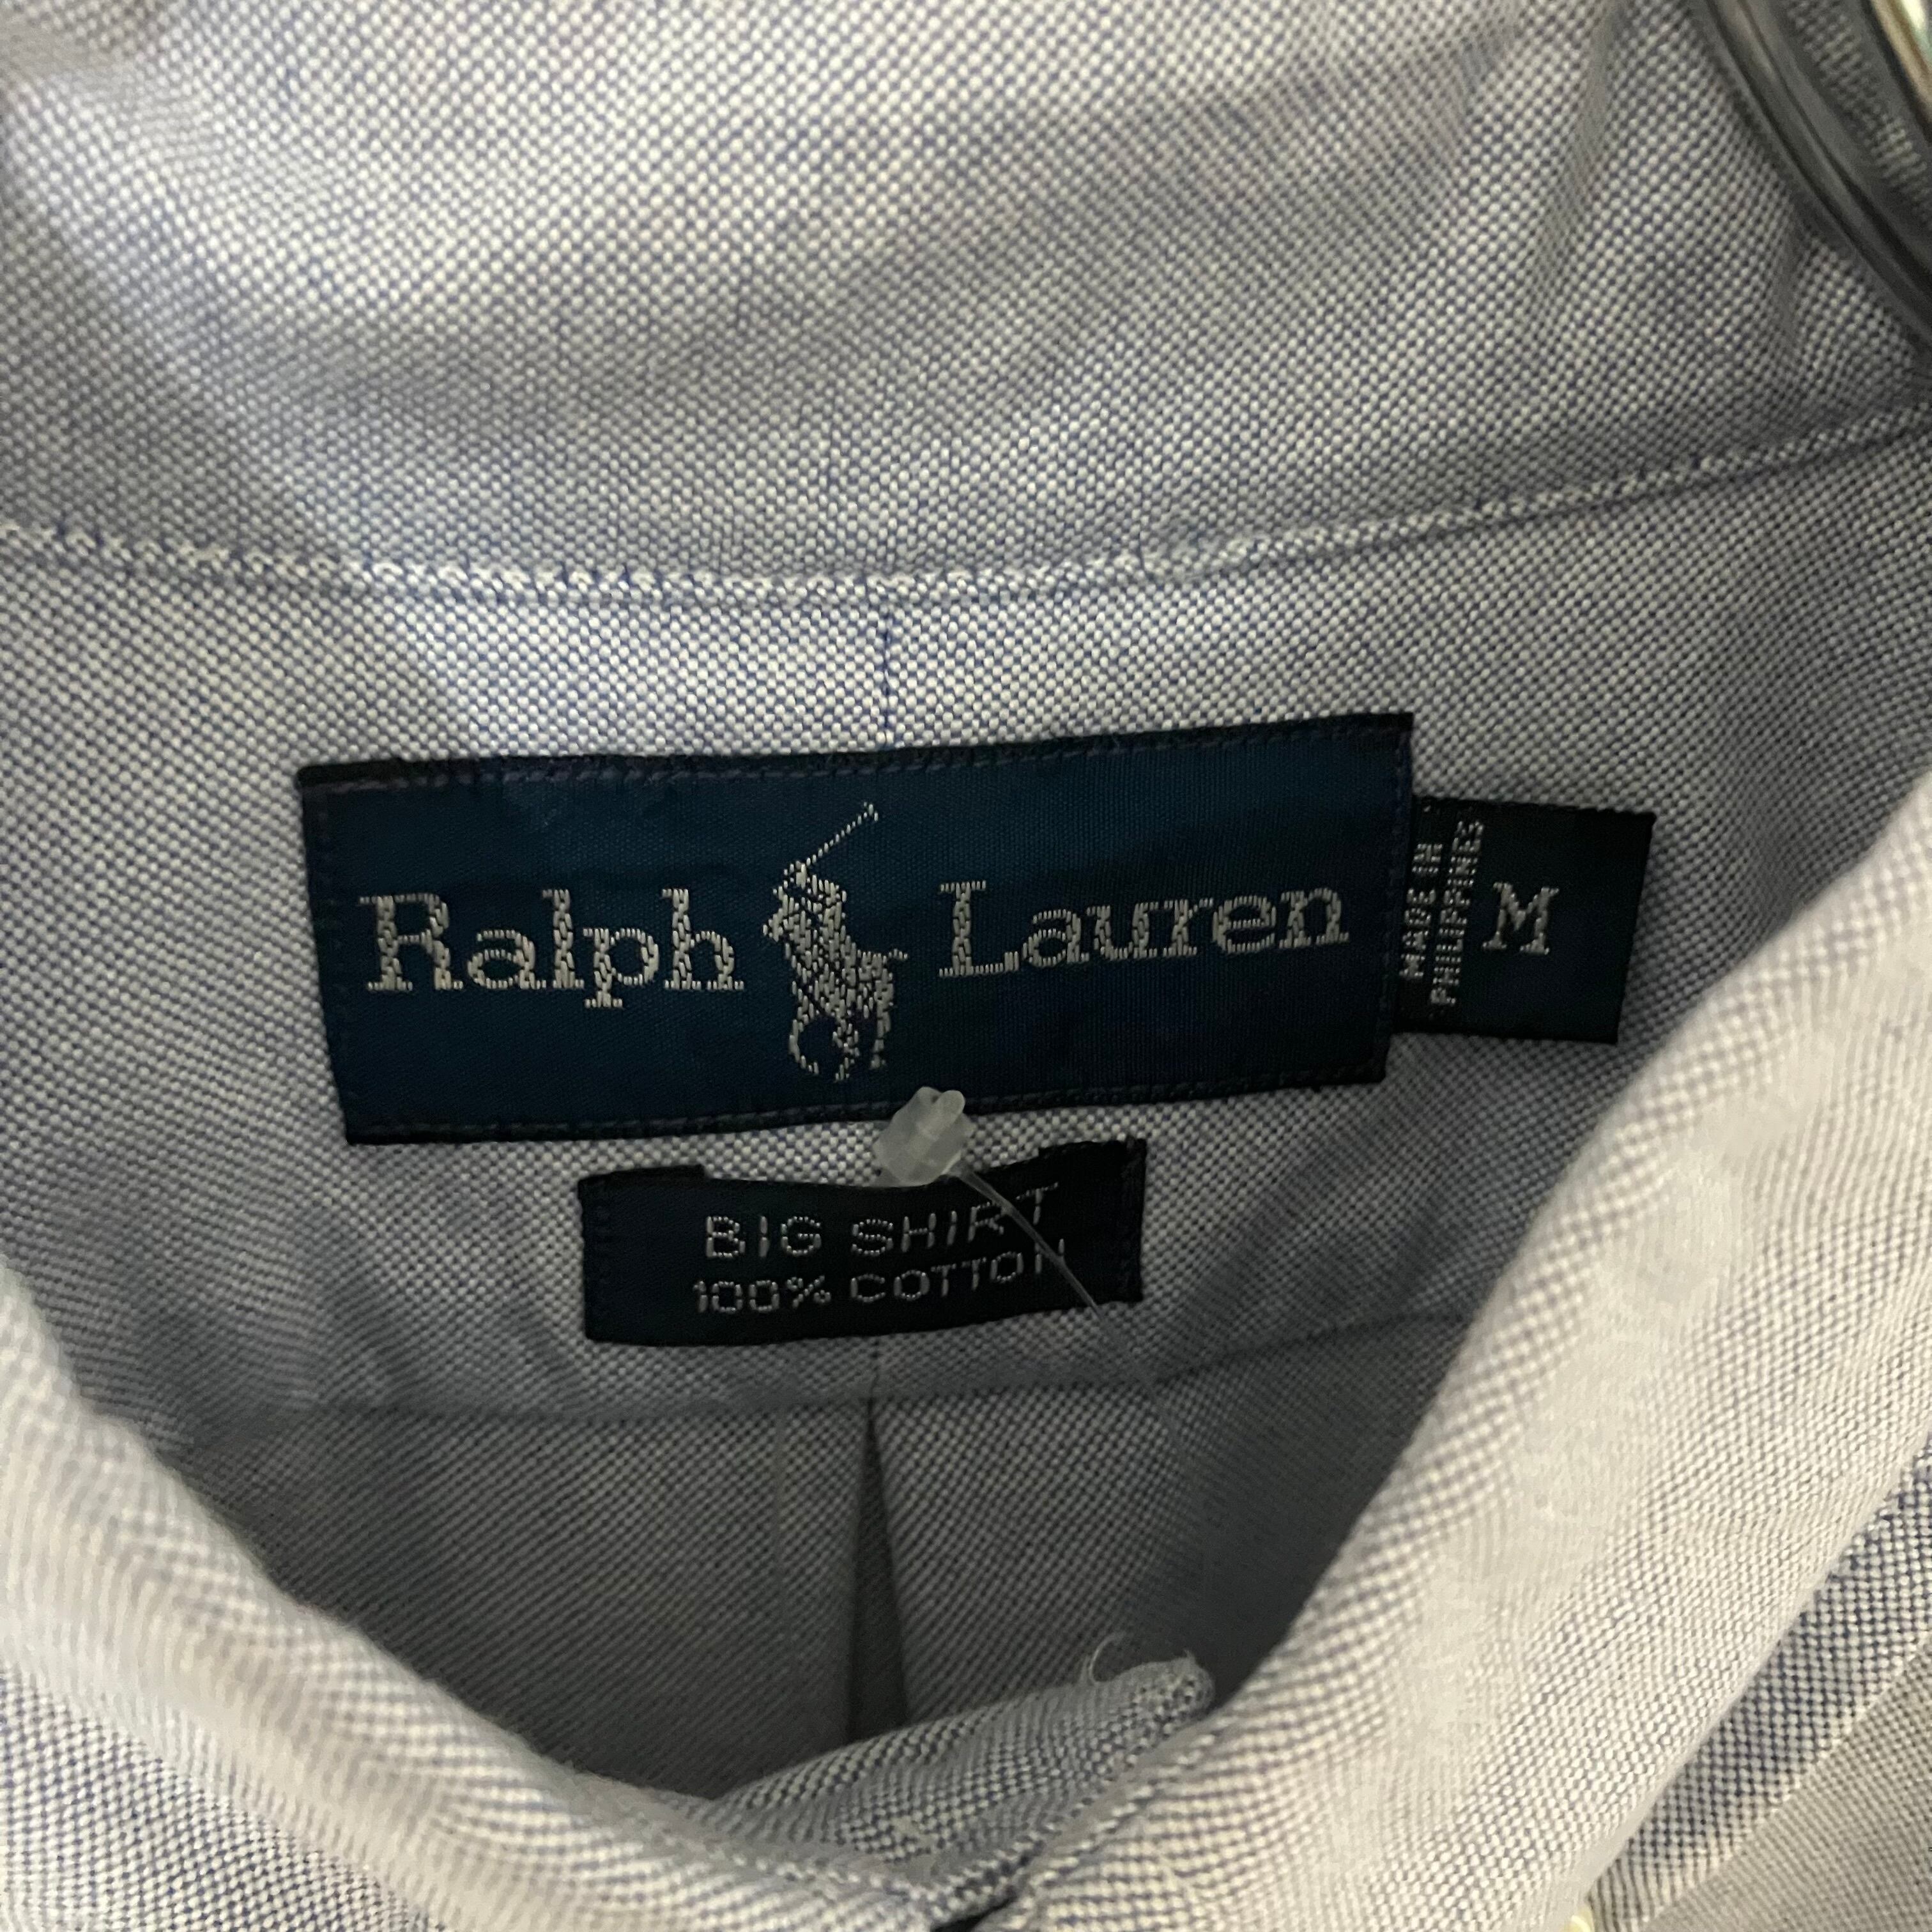 Ralph Lauren
MADE IN
PHILIPPINES
M
BIG SHIRT
100% COTTON